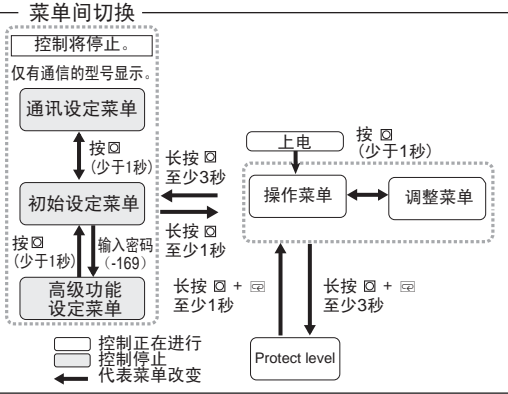 菜单间切换
控制将停止。
仅有通信的型号显示。
通讯设定菜单
按
(少于1秒)
初始设定菜单
按
(少于1秒)
输入密码
(-169)
高级功能
设定菜单
长按
至少3秒
长按
至少1秒
上电
按
(少于1秒)
操作菜单
调整菜单
长按 +
至少1秒
长按 +
至少3秒
Protect level
控制正在进行
控制停止
代表菜单改变